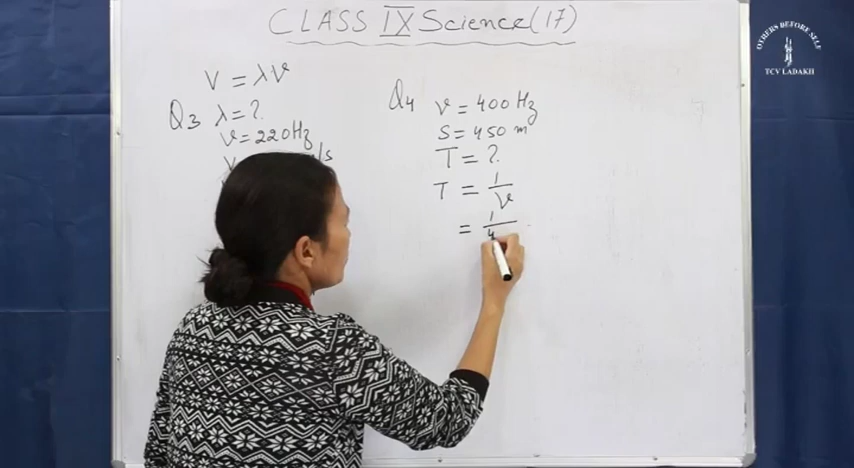 CLASS IX Science (17)
V = λν
Q3 λ = ?
ν = 220 Hz
Q4 ν = 400 Hz
S = 450 m
T = ?
T = 1/ν
= 1/4
OTHERS BEFORE SELF
TCV LADAKH